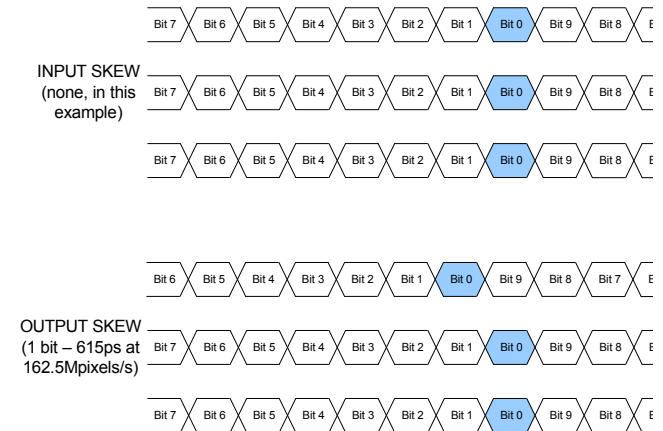 Bit 7 Bit 6 Bit 5 Bit 4 Bit 3 Bit 2 Bit 1 Bit 0 Bit 9 Bit 8
INPUT SKEW
(none, in this
example)
Bit 7 Bit 6 Bit 5 Bit 4 Bit 3 Bit 2 Bit 1 Bit 0 Bit 9 Bit 8
Bit 7 Bit 6 Bit 5 Bit 4 Bit 3 Bit 2 Bit 1 Bit 0 Bit 9 Bit 8
Bit 6 Bit 5 Bit 4 Bit 3 Bit 2 Bit 1 Bit 0 Bit 9 Bit 8 Bit 7
OUTPUT SKEW
(1 bit – 615ps at
162.5Mpixels/s)
Bit 7 Bit 6 Bit 5 Bit 4 Bit 3 Bit 2 Bit 1 Bit 0 Bit 9 Bit 8
Bit 7 Bit 6 Bit 5 Bit 4 Bit 3 Bit 2 Bit 1 Bit 0 Bit 9 Bit 8